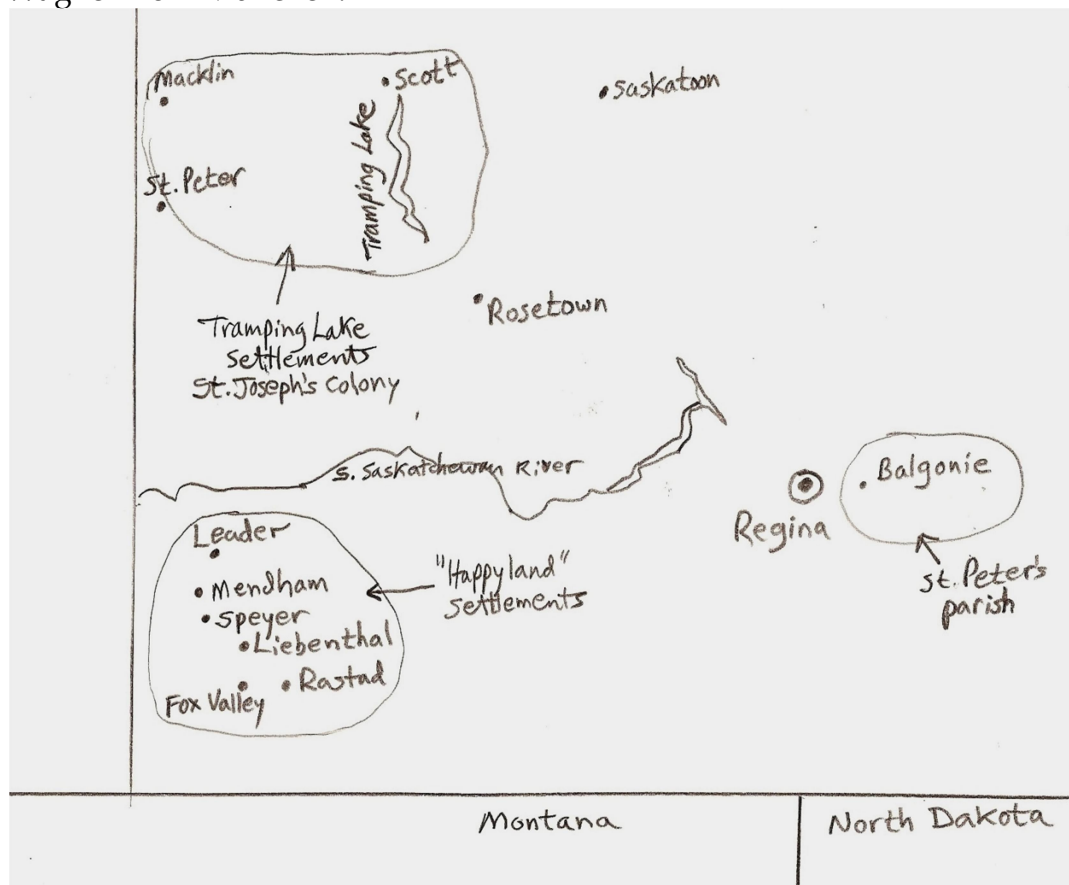 Macklin
Scott
Saskatoon
Tramping Lake
St. Peter
Rosetown
Tramping Lake
settlements
St. Joseph's Colony
S. Saskatchewan River
Balgonie
Regina
St. Peter's
parish
Leader
Mendham
Speyer
Liebenthal
Rastad
Fox Valley
"Happyland"
settlements
Montana
North Dakota